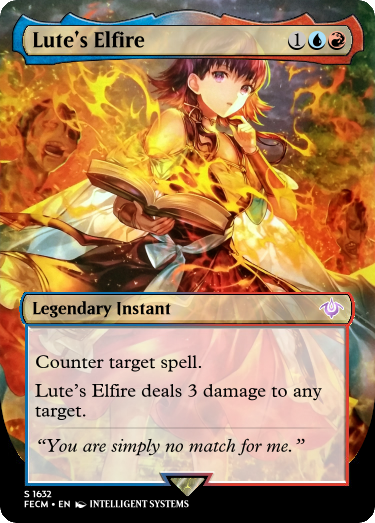 Lute's Elfire 1
Legendary Instant
Counter target spell.
Lute's Elfire deals 3 damage to any
target.
"You are simply no match for me."
S 1632
FECM • EN INTELLIGENT SYSTEMS